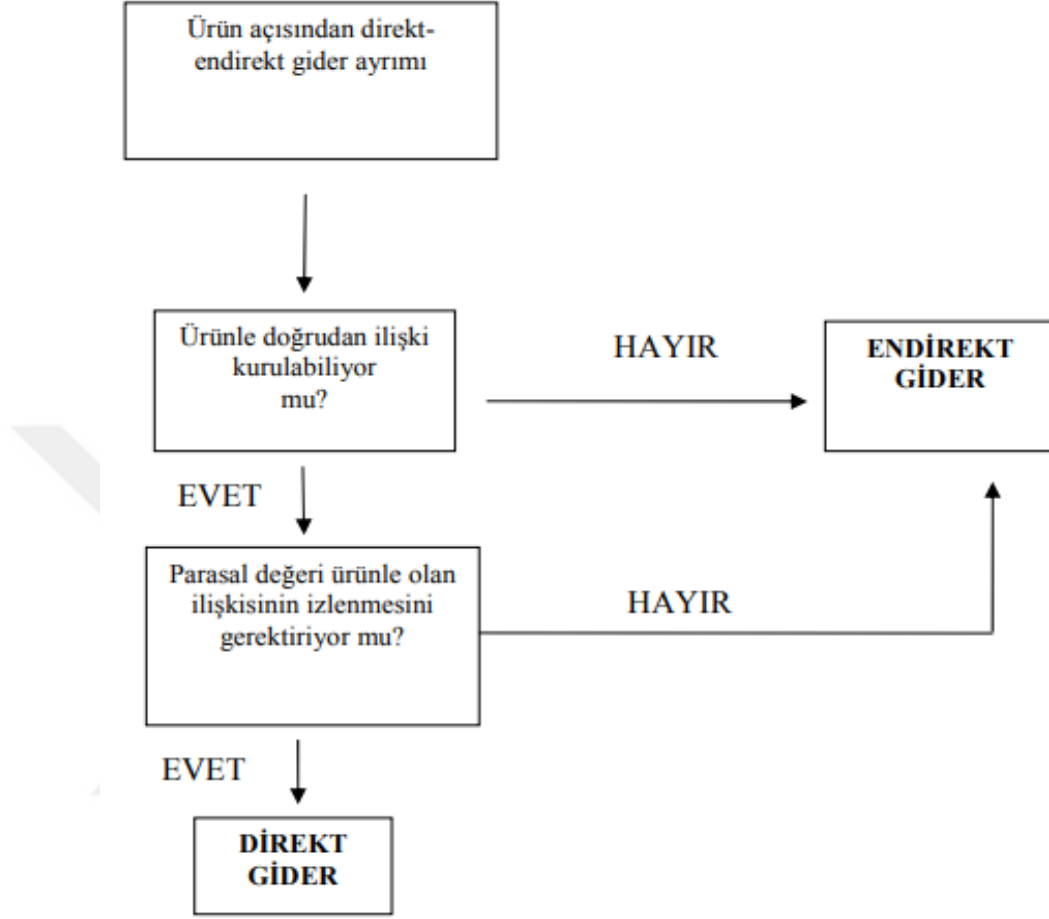 Ürün açısından direkt-
endirekt gider ayrımı
Ürünle doğrudan ilişki
kurulabiliyor
mu?
HAYIR
ENDİREKT
GİDER
EVET
Parasal değeri ürünle olan
ilişkisinin izlenmesini
gerektiriyor mu?
HAYIR
EVET
DİREKT
GİDER